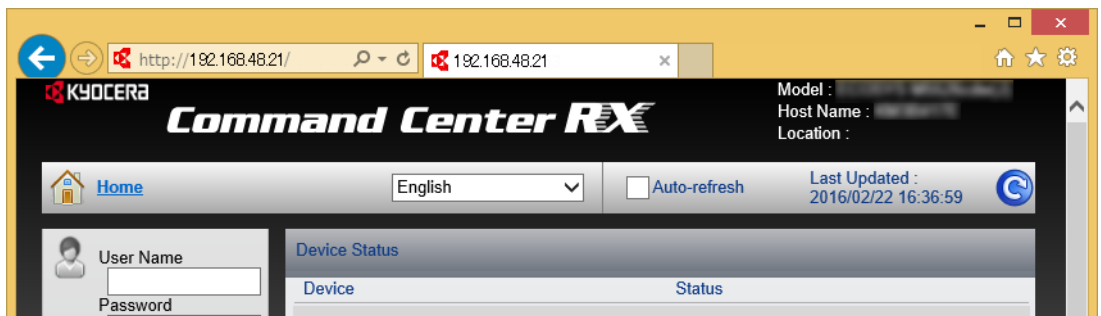 http://192.168.48.21/
192.168.48.21
KYOCERA
Command Center RX
Model :
Host Name :
Location :
Home
English
Auto-refresh
Last Updated :
2016/02/22 16:36:59
User Name
Password
Device Status
Device Status